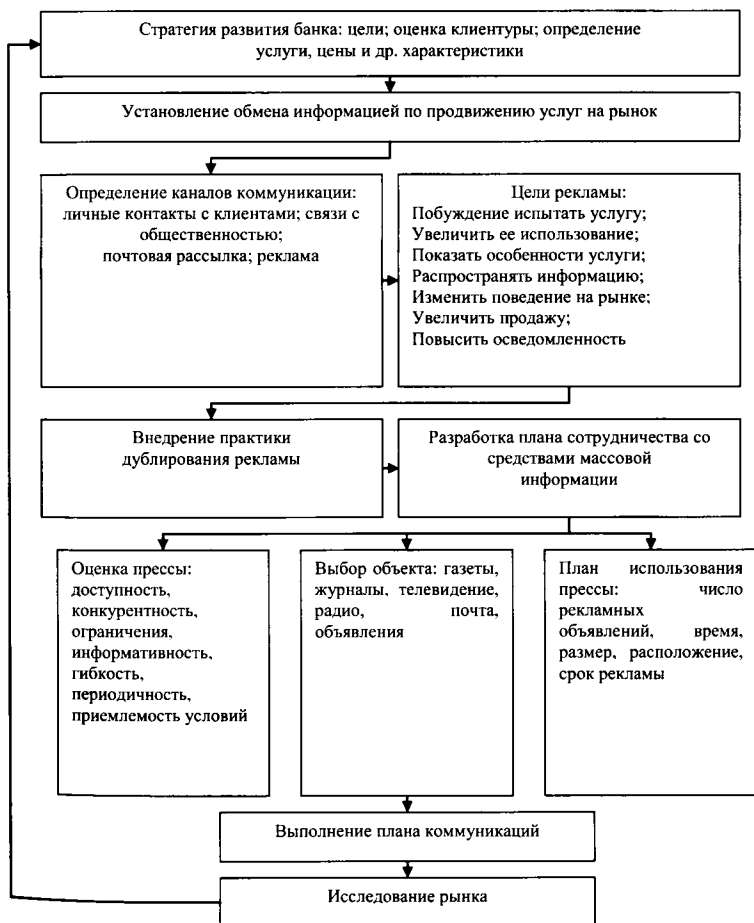 Стратегия развития банка: цели; оценка клиентуры; определение
услуги, цены и др. характеристики
Установление обмена информацией по продвижению услуг на рынок
Определение каналов коммуникации:
личные контакты с клиентами; связи с
общественностью;
почтовая рассылка; реклама
Цели рекламы:
Побуждение испытать услугу;
Увеличить ее использование;
Показать особенности услуги;
Распространять информацию;
Изменить поведение на рынке;
Увеличить продажу;
Повысить осведомленность
Внедрение практики
дублирования рекламы
Разработка плана сотрудничества со
средствами массовой
информации
Оценка прессы:
доступность,
конкурентность,
ограничения,
информативность,
гибкость,
периодичность,
приемлемость условий
Выбор объекта: газеты,
журналы, телевидение,
радио, почта,
объявления
План использования
прессы: число
рекламных
объявлений, время,
размер, расположение,
срок рекламы
Выполнение плана коммуникаций
Исследование рынка